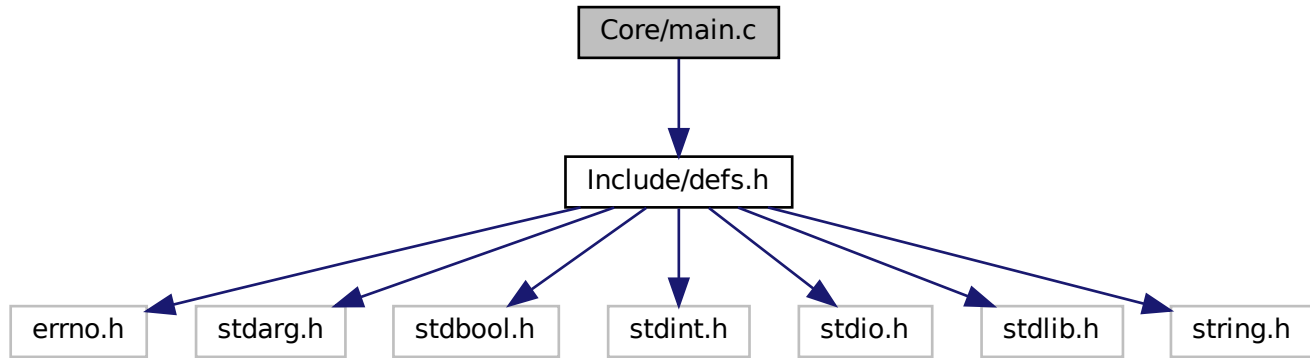 Core/main.c
Include/defs.h
errno.h
stdarg.h
stdbool.h
stdint.h
stdio.h
stdlib.h
string.h